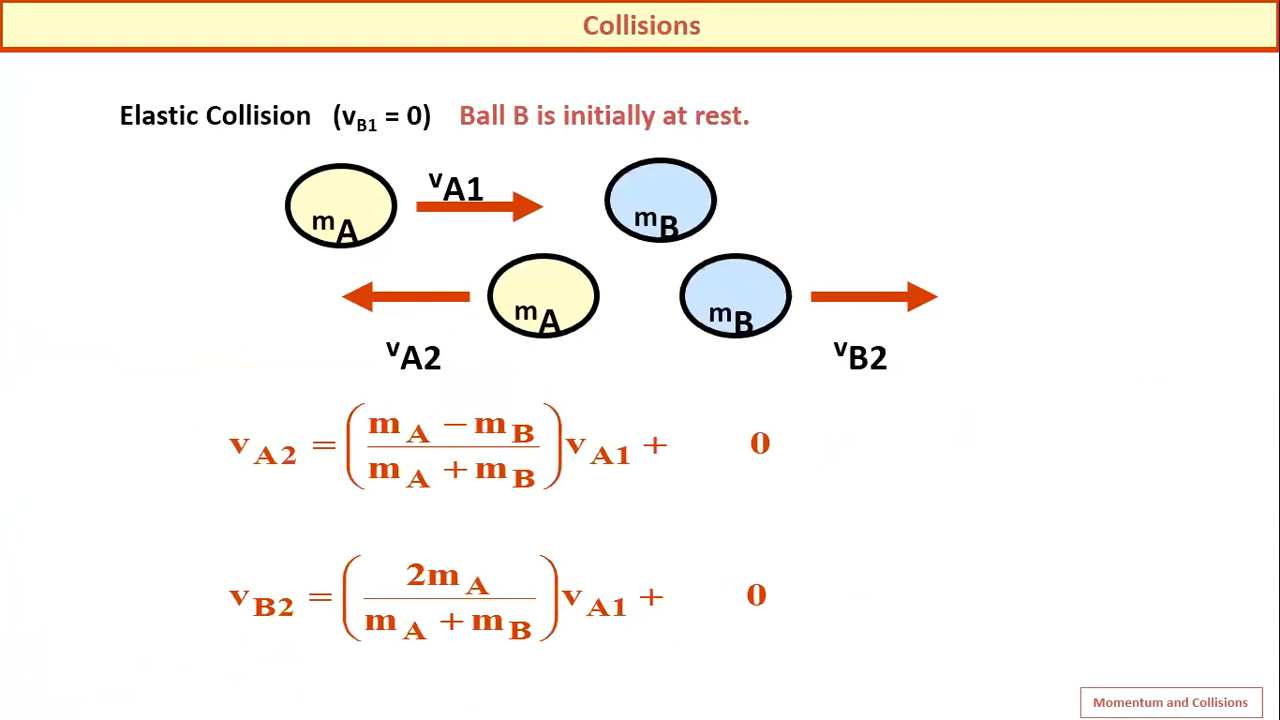 Collisions
Elastic Collision (vB1 = 0) Ball B is initially at rest.
vA1
mA
mB
mA
mB
vA2
vB2
vA2 = (mA − mB / mA + mB) vA1 + 0
vB2 = (2mA / mA + mB) vA1 + 0
Momentum and Collisions